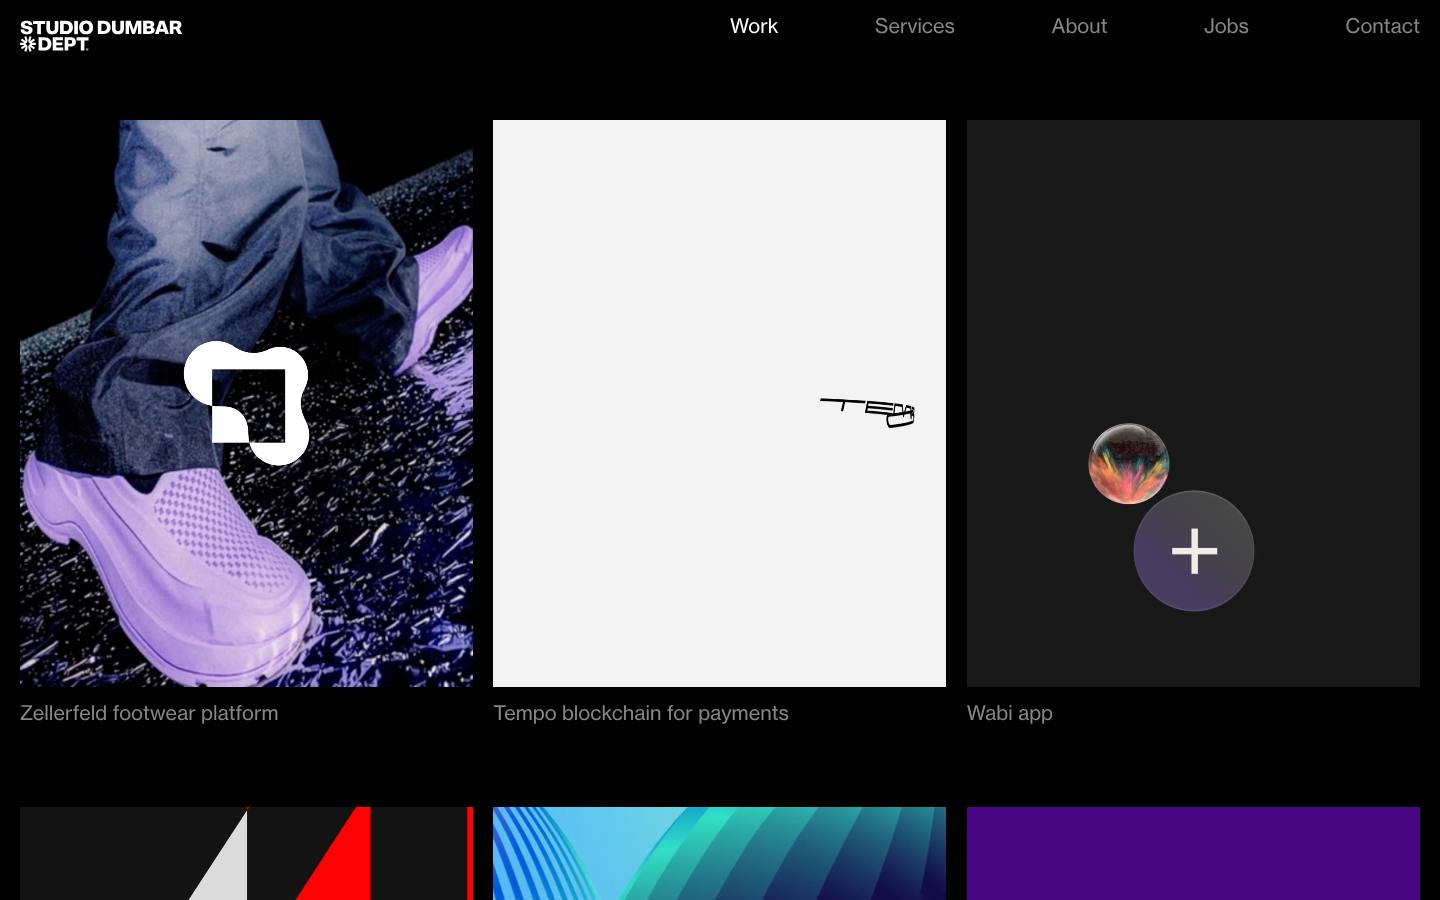 STUDIO DUMBAR
DEPT
Work
Services
About
Jobs
Contact
Zellerfeld footwear platform
Tempo blockchain for payments
Wabi app